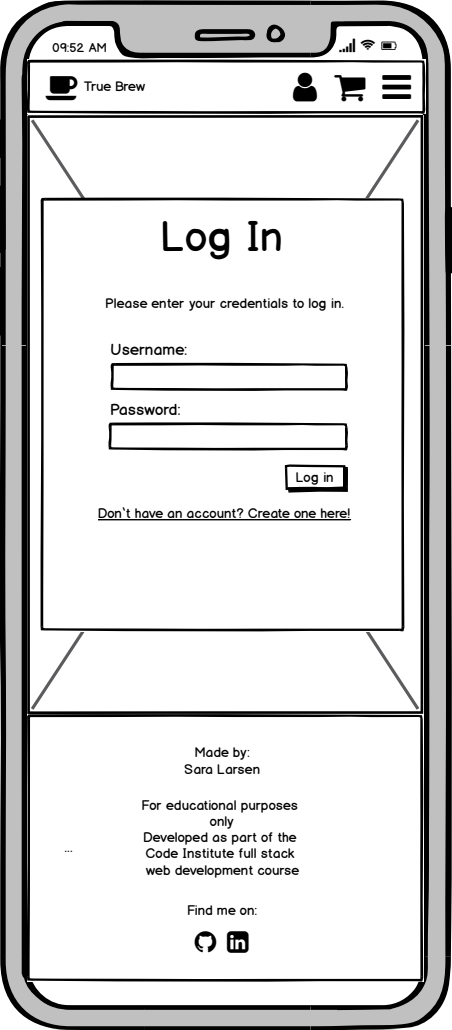 09:52 AM
True Brew
Log In
Please enter your credentials to log in.
Username:
Password:
Log in
Don't have an account? Create one here!
Made by:
Sara Larsen
For educational purposes
only
Developed as part of the
...
Code Institute full stack
web development course
Find me on:
in